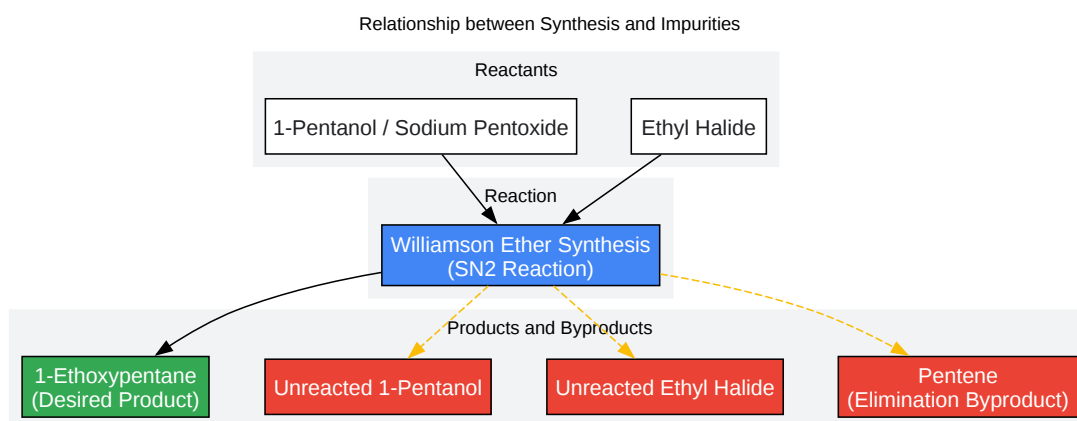 Relationship between Synthesis and Impurities
Reactants
1-Pentanol / Sodium Pentoxide
Ethyl Halide
Reaction
Williamson Ether Synthesis
(SN2 Reaction)
Products and Byproducts
1-Ethoxypentane
(Desired Product)
Unreacted 1-Pentanol
Unreacted Ethyl Halide
Pentene
(Elimination Byproduct)